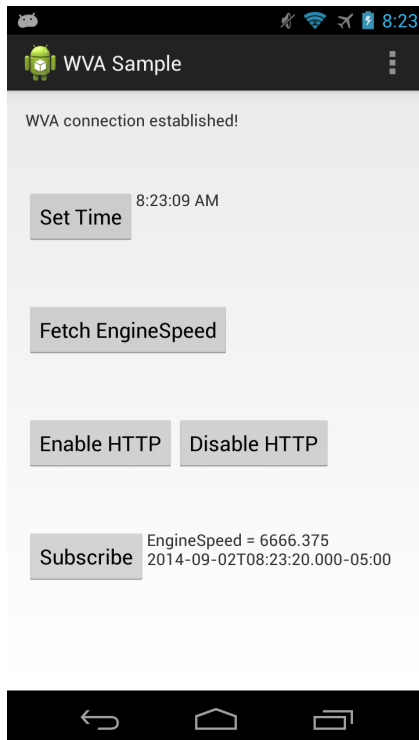 8:23
WVA Sample
WVA connection established!
Set Time
8:23:09 AM
Fetch EngineSpeed
Enable HTTP
Disable HTTP
Subscribe
EngineSpeed = 6666.375
2014-09-02T08:23:20.000-05:00